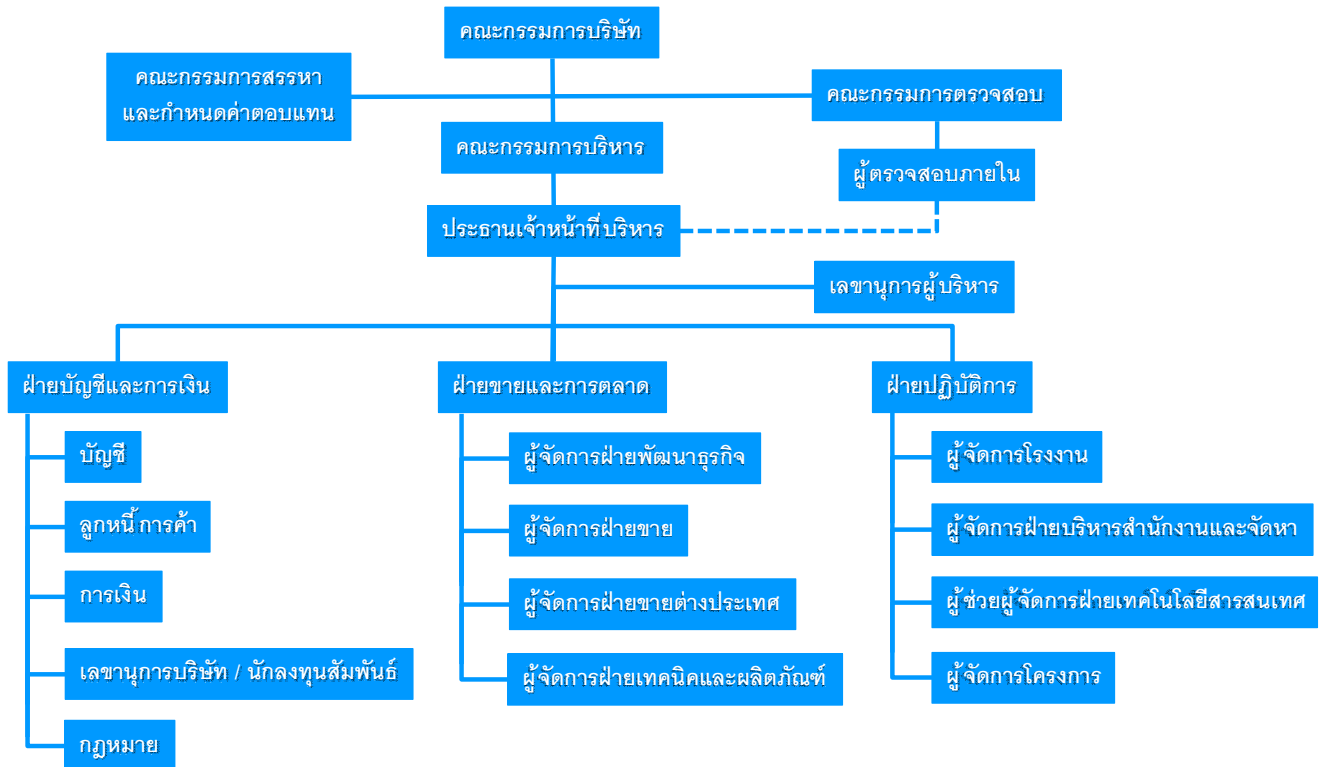 คณะกรรมการบริษัท
คณะกรรมการสรรหา
และกำหนดค่าตอบแทน
คณะกรรมการตรวจสอบ
คณะกรรมการบริหาร
ผู้ตรวจสอบภายใน
ประธานเจ้าหน้าที่บริหาร
เลขานุการผู้บริหาร
ฝ่ายบัญชีและการเงิน
บัญชี
ลูกหนี้การค้า
การเงิน
เลขานุการบริษัท / นักลงทุนสัมพันธ์
กฎหมาย
ฝ่ายขายและการตลาด
ผู้จัดการฝ่ายพัฒนาธุรกิจ
ผู้จัดการฝ่ายขาย
ผู้จัดการฝ่ายขายต่างประเทศ
ผู้จัดการฝ่ายเทคนิคและผลิตภัณฑ์
ฝ่ายปฏิบัติการ
ผู้จัดการโรงงาน
ผู้จัดการฝ่ายบริหารสำนักงานและจัดหา
ผู้ช่วยผู้จัดการฝ่ายเทคโนโลยีสารสนเทศ
ผู้จัดการโครงการ